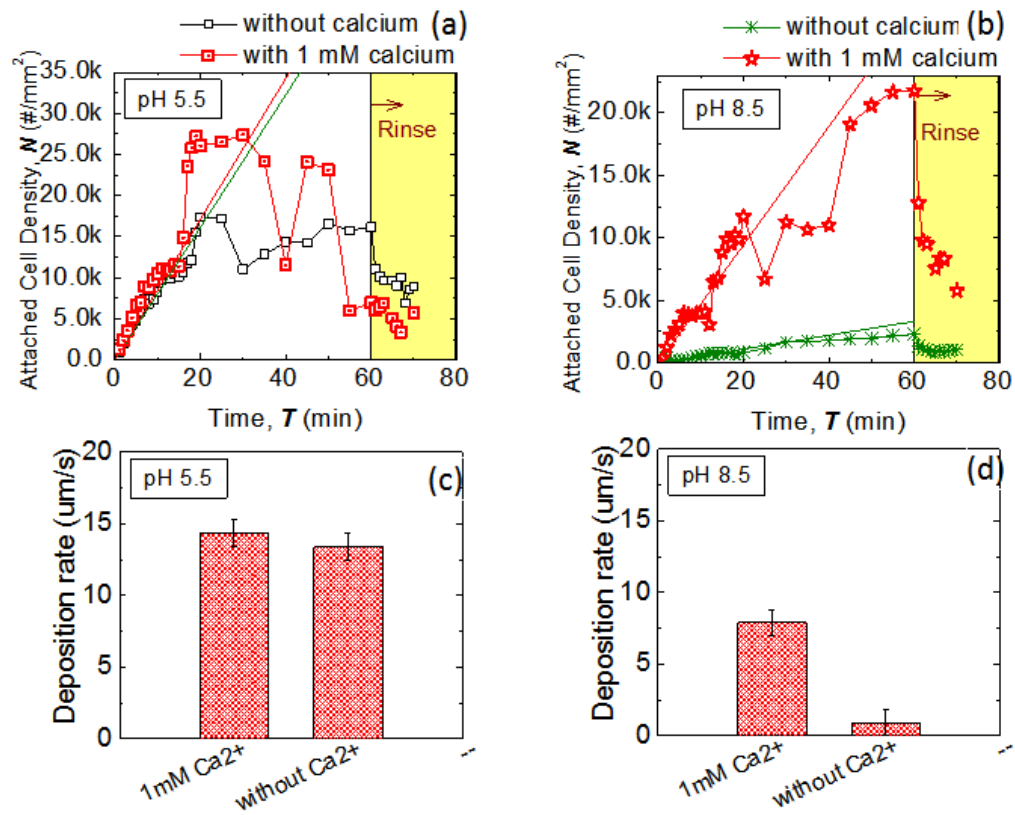 without calcium (a)
with 1 mM calcium
35.0k
30.0k
25.0k
20.0k
15.0k
10.0k
5.0k
0.0
Attached Cell Density, N (#/mm²)
pH 5.5
Rinse
0 20 40 60 80
Time, T (min)
without calcium (b)
with 1 mM calcium
20.0k
15.0k
10.0k
5.0k
0.0
Attached Cell Density, N (#/mm²)
pH 8.5
Rinse
0 20 40 60 80
Time, T (min)
20
15
10
5
0
Deposition rate (um/s)
pH 5.5
(c)
1mM Ca2+
without Ca2+
--
20
15
10
5
0
Deposition rate (um/s)
pH 8.5
(d)
1mM Ca2+
without Ca2+
--